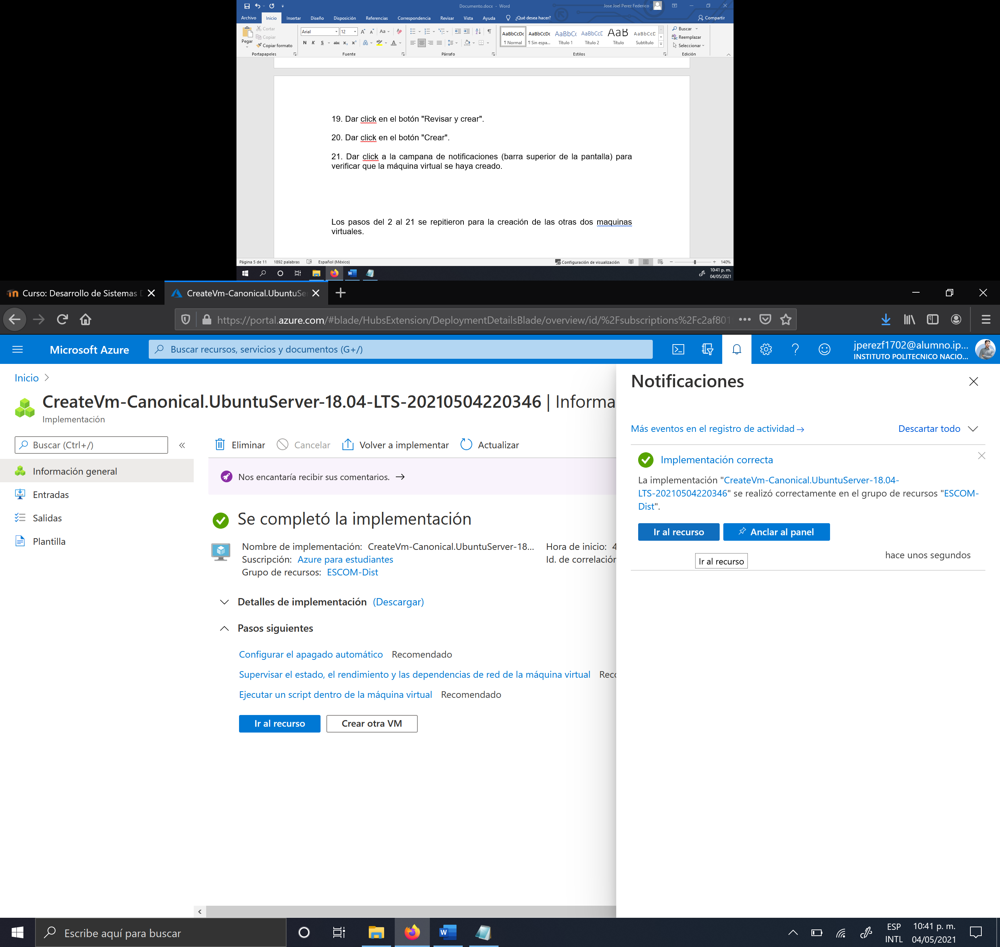 Documento.docx - Word
Jose Joel Perez Federico
Archivo Inicio Insertar Diseño Disposición Referencias Correspondencia Revisar Vista Ayuda ¿Qué desea hacer? Compartir
Pegar
Cortar
Copiar
Copiar formato
Portapapeles
Arial 12
Aa
N K S abc x₂ x²
Fuente
Párrafo
AaBbCcDc AaBbCcDc AaBbCc AaBbCcD AaB AaBbCcD
¶ Normal ¶ Sin espa... Título 1 Título 2 Título Subtítulo
Estilos
Buscar
Reemplazar
Seleccionar
Edición
19. Dar click en el botón "Revisar y crear".
20. Dar click en el botón "Crear".
21. Dar click a la campana de notificaciones (barra superior de la pantalla) para
verificar que la máquina virtual se haya creado.
Los pasos del 2 al 21 se repitieron para la creación de las otras dos maquinas
virtuales.
Página 5 de 11 1892 palabras Español (México) Configuración de visualización 140%
10:41 p. m.
04/05/2021
Curso: Desarrollo de Sistemas
CreateVm-Canonical.UbuntuSe
https://portal.azure.com/#blade/HubsExtension/DeploymentDetailsBlade/overview/id/%2Fsubscriptions%2Fc2af801
Microsoft Azure
Buscar recursos, servicios y documentos (G+/)
jperezf1702@alumno.ip...
INSTITUTO POLITECNICO NACIO...
Inicio >
CreateVm-Canonical.UbuntuServer-18.04-LTS-20210504220346 | Informa
Implementación
Buscar (Ctrl+/)
«
Información general
Entradas
Salidas
Plantilla
Eliminar Cancelar Volver a implementar Actualizar
Nos encantaría recibir sus comentarios. →
Se completó la implementación
Nombre de implementación: CreateVm-Canonical.UbuntuServer-18... Hora de inicio: 4
Suscripción: Azure para estudiantes Id. de correlación
Grupo de recursos: ESCOM-Dist
Detalles de implementación (Descargar)
Pasos siguientes
Configurar el apagado automático Recomendado
Supervisar el estado, el rendimiento y las dependencias de red de la máquina virtual Reco
Ejecutar un script dentro de la máquina virtual Recomendado
Ir al recurso Crear otra VM
Notificaciones
Más eventos en el registro de actividad → Descartar todo
Implementación correcta
La implementación "CreateVm-Canonical.UbuntuServer-18.04-
LTS-20210504220346" se realizó correctamente en el grupo de recursos "ESCOM-
Dist".
Ir al recurso Anclar al panel
hace unos segundos
Ir al recurso
Escribe aquí para buscar
ESP
INTL
10:41 p. m.
04/05/2021